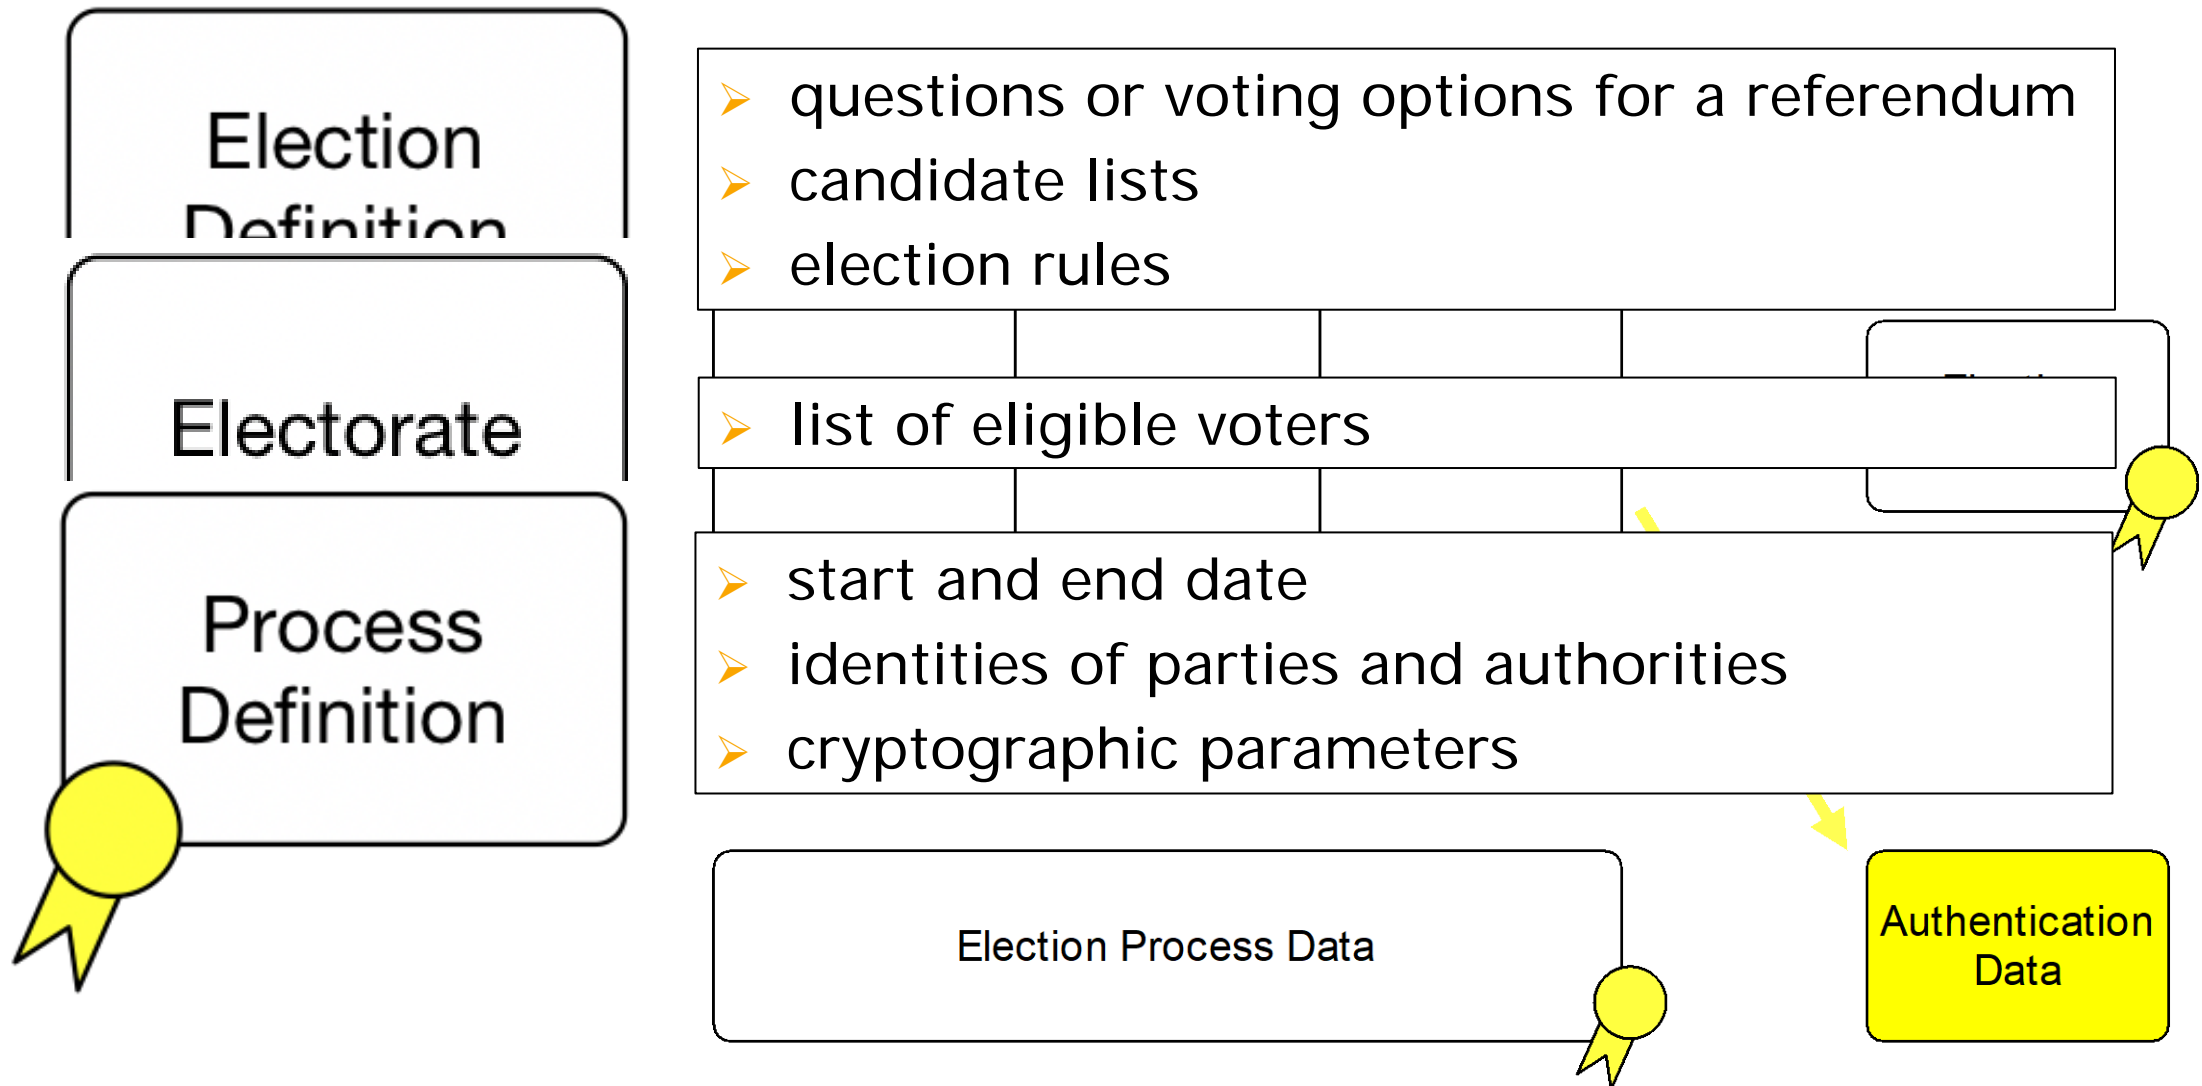 Election
Definition
questions or voting options for a referendum
candidate lists
election rules
Electorate
list of eligible voters
Process
Definition
start and end date
identities of parties and authorities
cryptographic parameters
Election Process Data
Authentication
Data